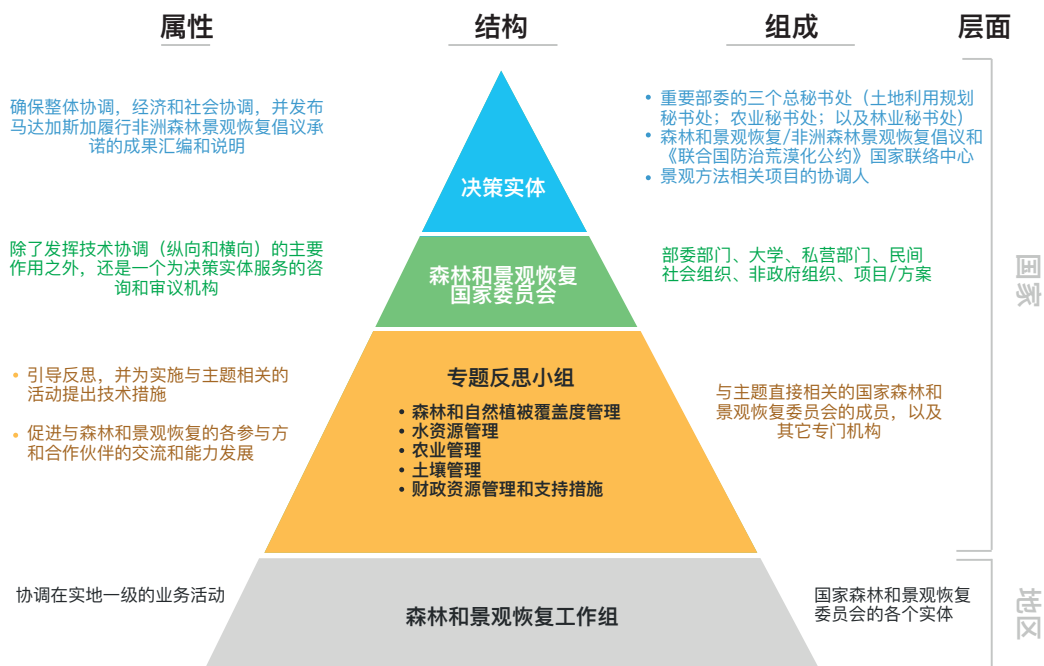 属性
结构
组成
层面
确保整体协调，经济和社会协调，并发布
马达加斯加履行非洲森林景观恢复倡议承
诺的成果汇编和说明
决策实体
• 重要部委的三个总秘书处（土地利用规划
秘书处；农业秘书处；以及林业秘书处）
• 森林和景观恢复/非洲森林景观恢复倡议和
《联合国防治荒漠化公约》国家联络中心
• 景观方法相关项目的协调人
除了发挥技术协调（纵向和横向）的主要
作用之外，还是一个为决策实体服务的咨
询和审议机构
森林和景观恢复
国家委员会
部委部门、大学、私营部门、民间
社会组织、非政府组织、项目/方案
国家
• 引导反思，并为实施与主题相关的
活动提出技术措施
• 促进与森林和景观恢复的各参与方
和合作伙伴的交流和能力发展
专题反思小组
• 森林和自然植被覆盖度管理
• 水资源管理
• 农业管理
• 土壤管理
• 财政资源管理和支持措施
与主题直接相关的国家森林和
景观恢复委员会的成员，以及
其它专门机构
协调在实地一级的业务活动
森林和景观恢复工作组
国家森林和景观恢复
委员会的各个实体
地区